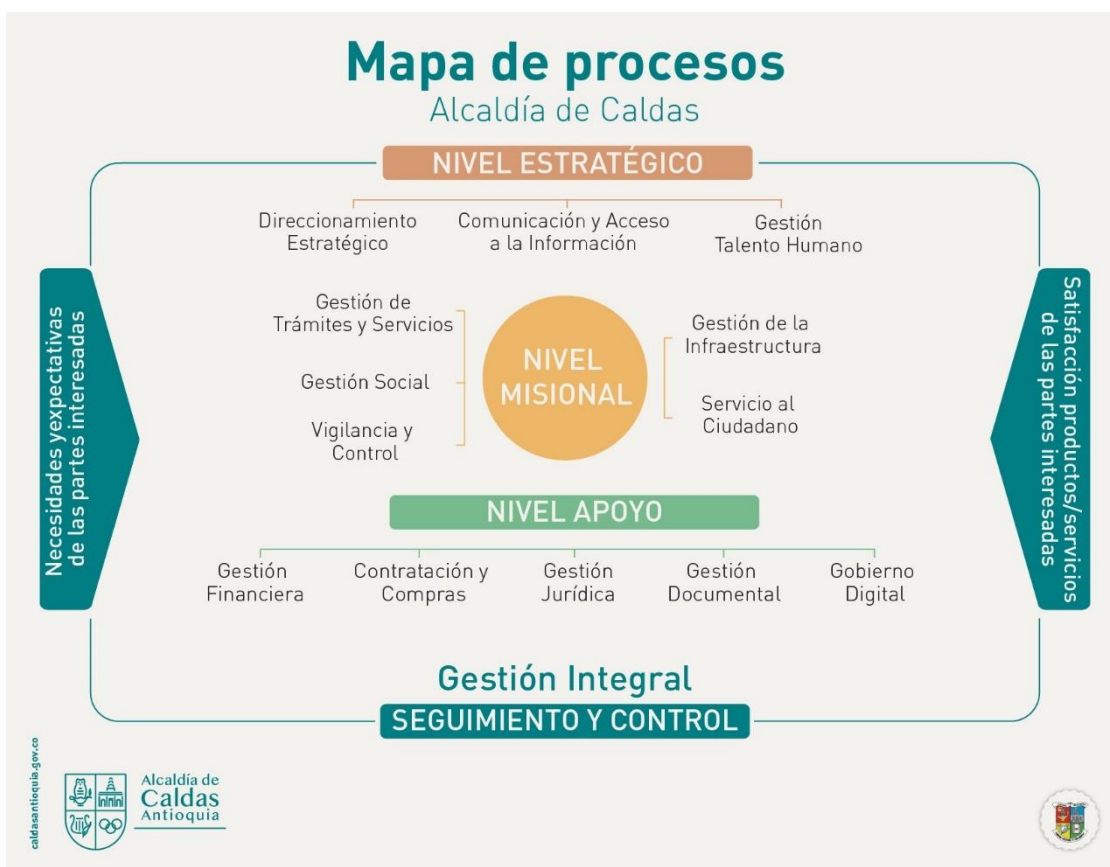 Mapa de procesos
Alcaldía de Caldas
NIVEL ESTRATÉGICO
Direccionamiento
Estratégico
Comunicación y Acceso
a la Información
Gestión
Talento Humano
Necesidades yexpectativas
de las partes interesadas
Gestión de
Trámites y Servicios
Gestión Social
Vigilancia y
Control
NIVEL
MISIONAL
Gestión de la
Infraestructura
Servicio al
Ciudadano
Satisfacción productos/servicios
de las partes interesadas
NIVEL APOYO
Gestión
Financiera
Contratación y
Compras
Gestión
Jurídica
Gestión
Documental
Gobierno
Digital
Gestión Integral
SEGUIMIENTO Y CONTROL
caldasantioquia.gov.co
Alcaldía de
Caldas
Antioquia